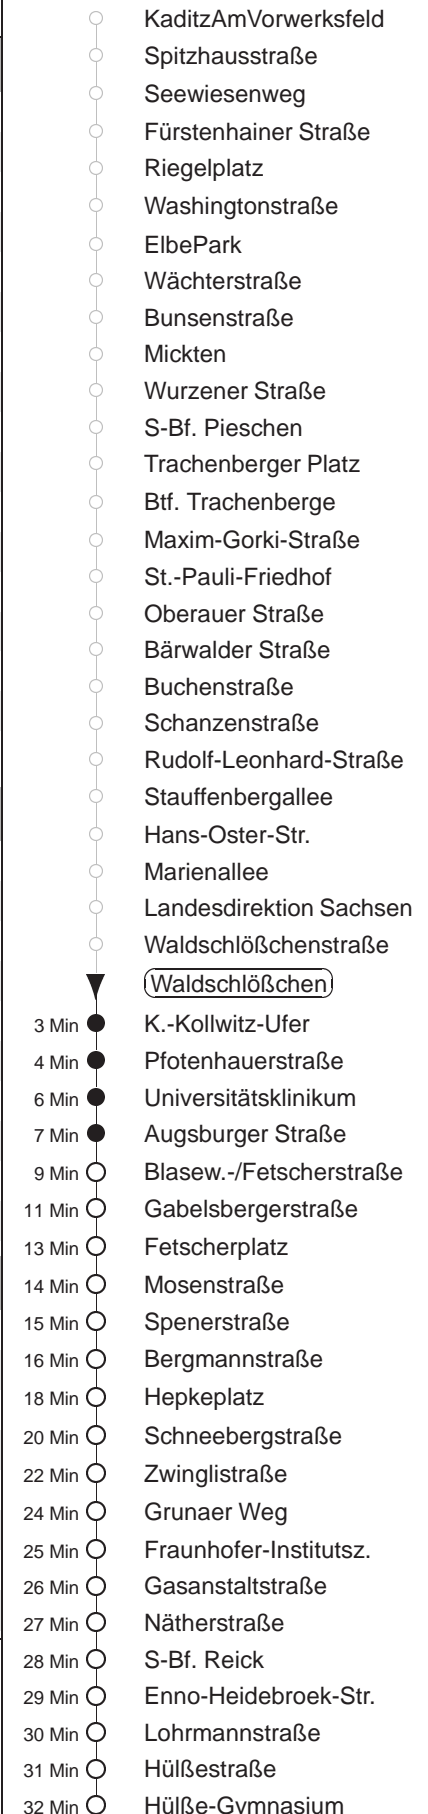 KaditzAmVorwerksfeld
Spitzhausstraße
Seewiesenweg
Fürstenhainer Straße
Riegelplatz
Washingtonstraße
ElbePark
Wächterstraße
Bunsenstraße
Mickten
Wurzener Straße
S-Bf. Pieschen
Trachenberger Platz
Btf. Trachenberge
Maxim-Gorki-Straße
St.-Pauli-Friedhof
Oberauer Straße
Bärwalder Straße
Buchenstraße
Schanzenstraße
Rudolf-Leonhard-Straße
Stauffenbergallee
Hans-Oster-Str.
Marienallee
Landesdirektion Sachsen
Waldschlößchenstraße
Waldschlößchen
3 Min K.-Kollwitz-Ufer
4 Min Pfotenhauerstraße
6 Min Universitätsklinikum
7 Min Augsburger Straße
9 Min Blasew.-/Fetscherstraße
11 Min Gabelsbergerstraße
13 Min Fetscherplatz
14 Min Mosenstraße
15 Min Spenerstraße
16 Min Bergmannstraße
18 Min Hepkeplatz
20 Min Schneebergstraße
22 Min Zwinglistraße
24 Min Grunaer Weg
25 Min Fraunhofer-Institutsz.
26 Min Gasanstaltstraße
27 Min Nätherstraße
28 Min S-Bf. Reick
29 Min Enno-Heidebroek-Str.
30 Min Lohrmannstraße
31 Min Hülßestraße
32 Min Hülße-Gymnasium